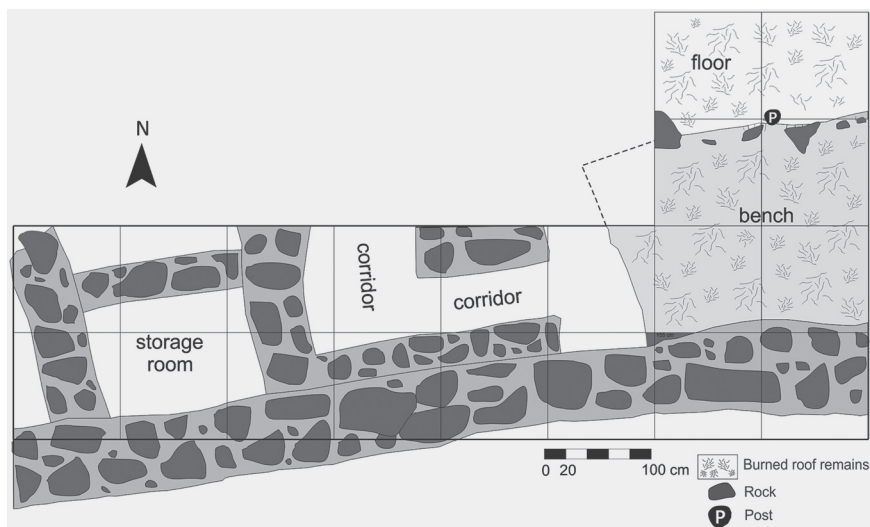 floor
P
N
bench
corridor
corridor
storage
room
0 20 100 cm
Burned roof remains
Rock
P Post